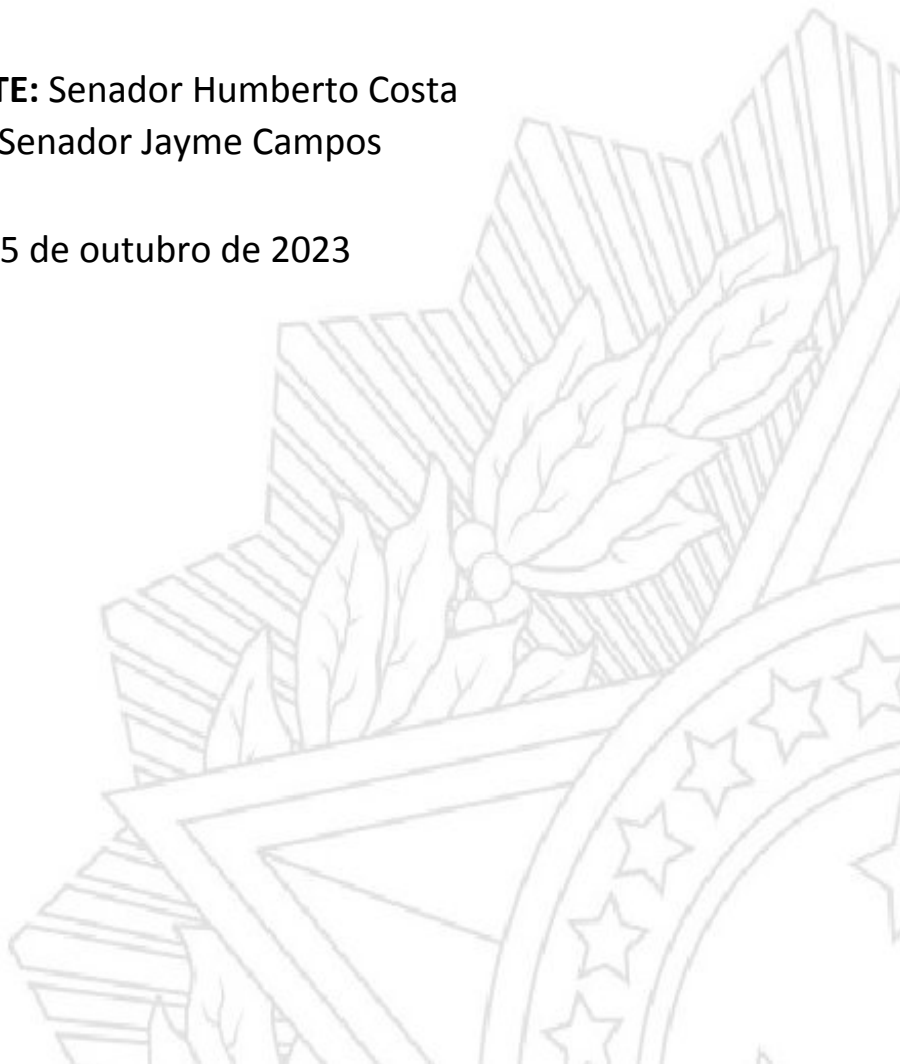 TE: Senador Humberto Costa
Senador Jayme Campos
5 de outubro de 2023